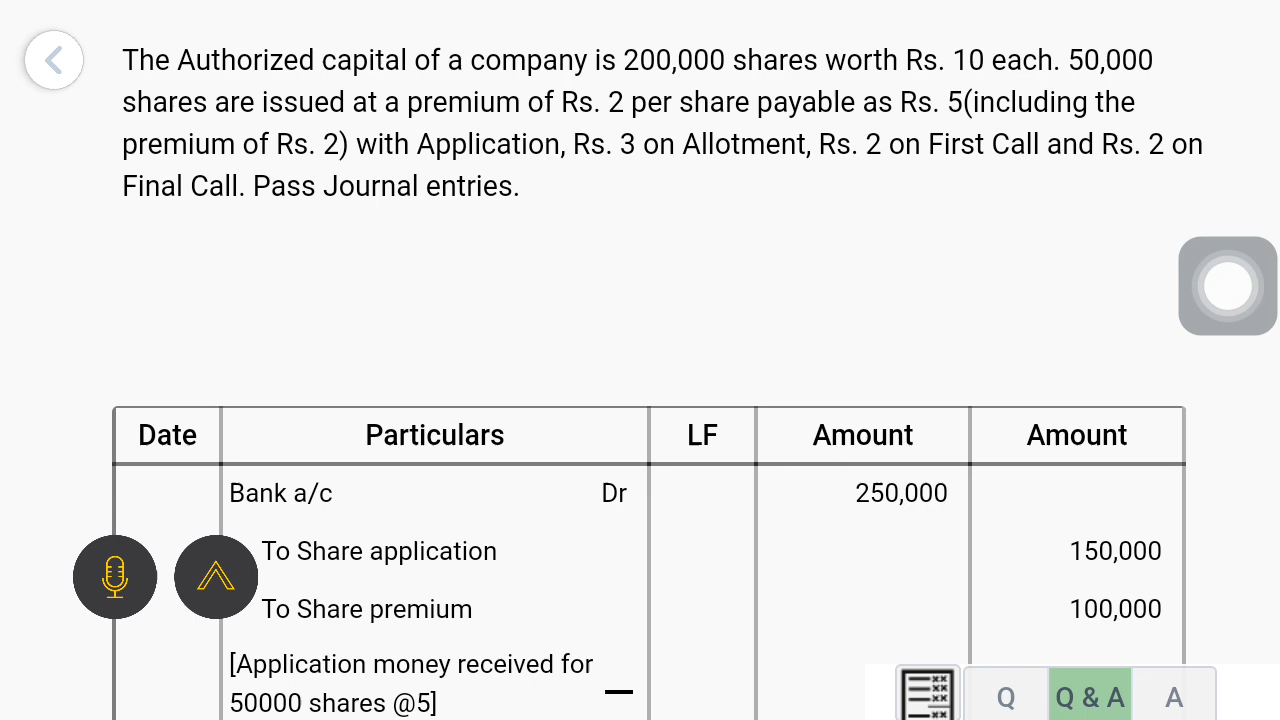 The Authorized capital of a company is 200,000 shares worth Rs. 10 each. 50,000
shares are issued at a premium of Rs. 2 per share payable as Rs. 5(including the
premium of Rs. 2) with Application, Rs. 3 on Allotment, Rs. 2 on First Call and Rs. 2 on
Final Call. Pass Journal entries.
Date Particulars LF Amount Amount
Bank a/c Dr 250,000
To Share application 150,000
To Share premium 100,000
[Application money received for
50000 shares @5]
Q Q & A A